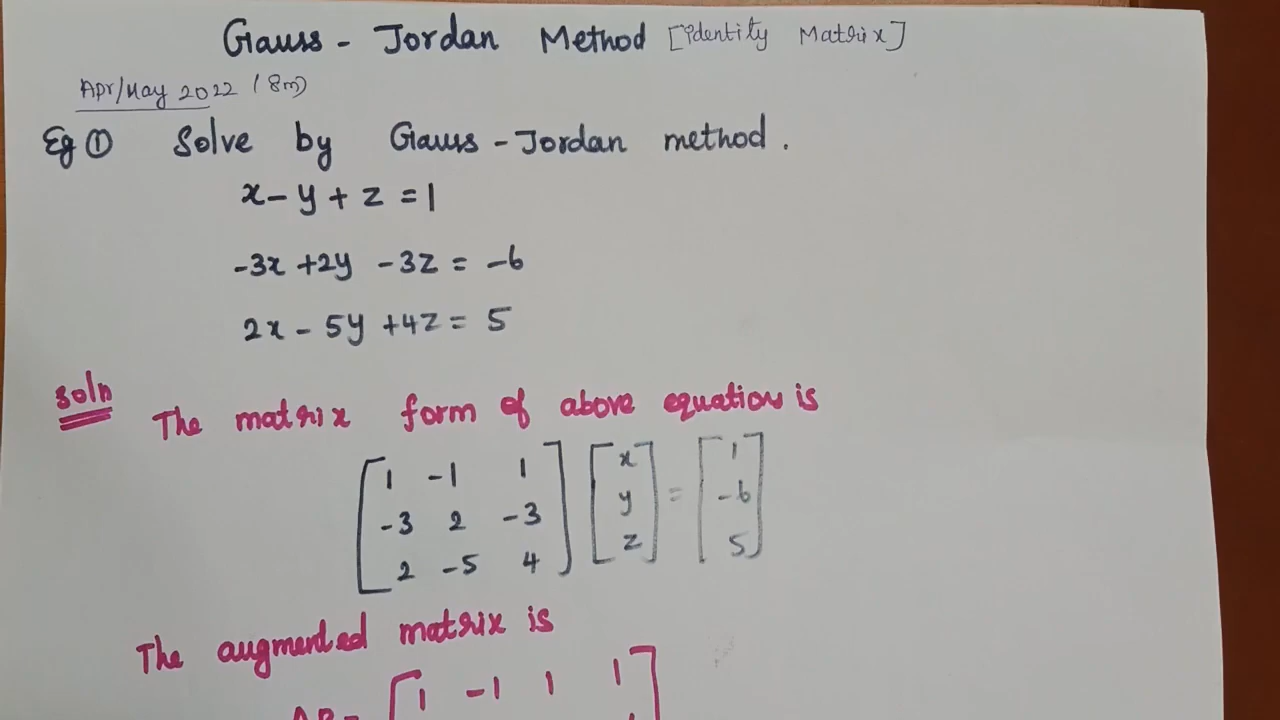 Gauss - Jordan Method [Identity Matrix]
Apr/May 2022 (8m)
Eg ① Solve by Gauss - Jordan method.
x - y + z = 1
-3x + 2y - 3z = -6
2x - 5y + 4z = 5
Soln
The matrix form of above equation is
[1 -1 1] [x] = [1]
[-3 2 -3] [y] [-6]
[2 -5 4] [z] [5]
The augmented matrix is
[1 -1 1 1]